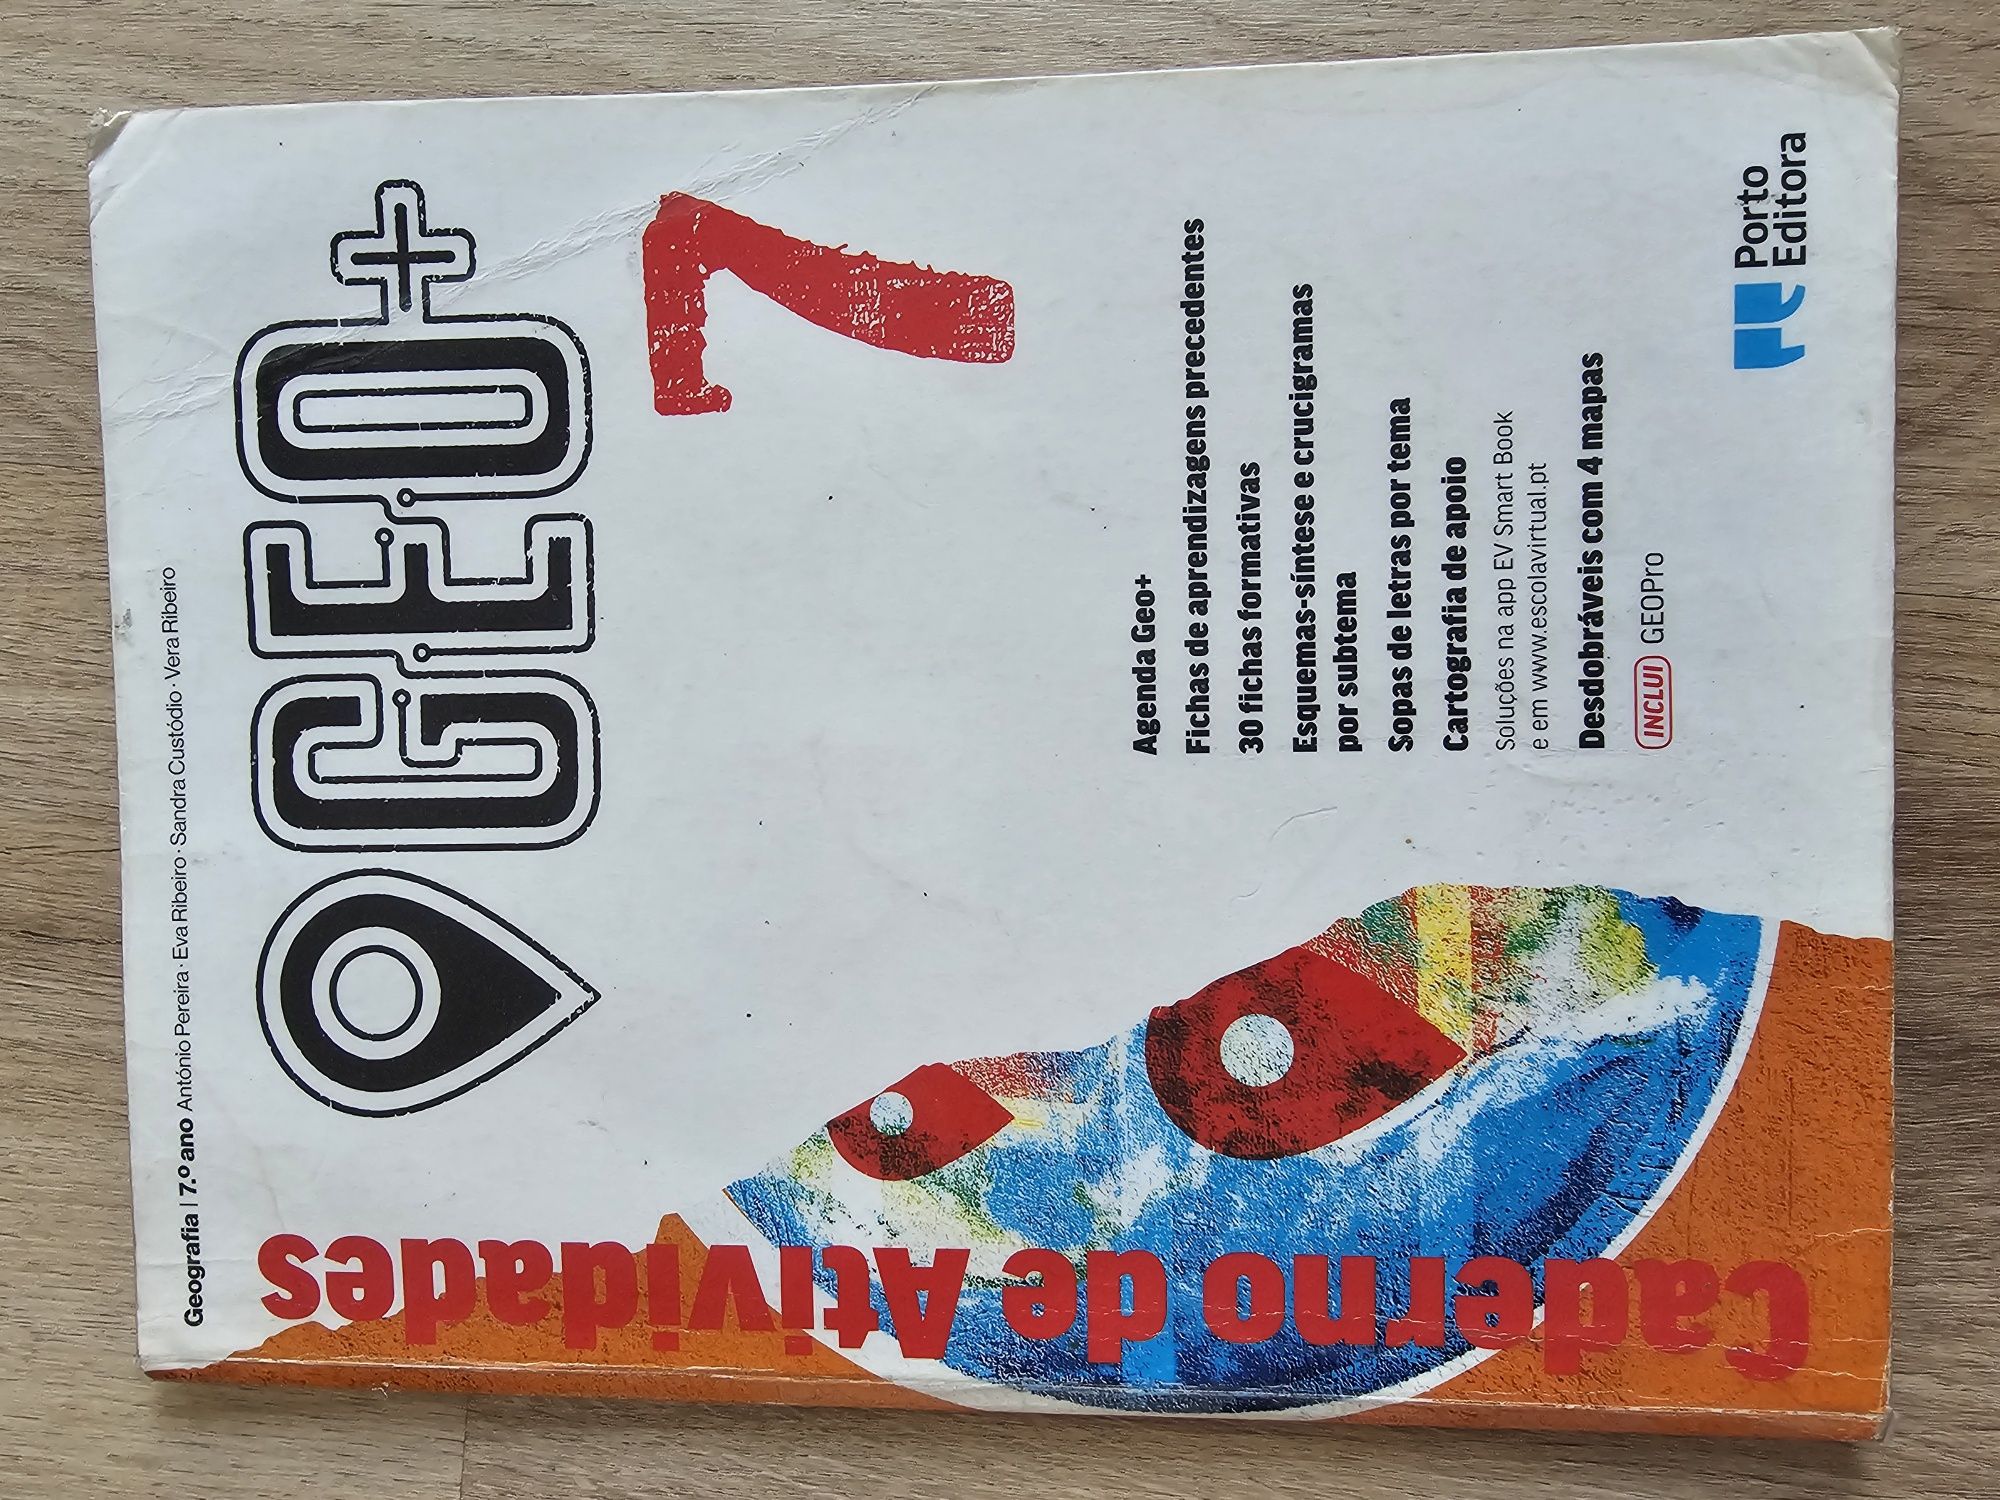 Geografia | 7.º ano António Pereira · Eva Ribeiro · Sandra Custódio · Vera Ribeiro
GEO+
7
Caderno de Atividades
Agenda Geo+
Fichas de aprendizagens precedentes
30 fichas formativas
Esquemas-síntese e crucigramas
por subtema
Sopas de letras por tema
Cartografia de apoio
Soluções na app EV Smart Book
e em www.escolavirtual.pt
Desdobráveis com 4 mapas
INCLUI GEOPro
Porto
Editora